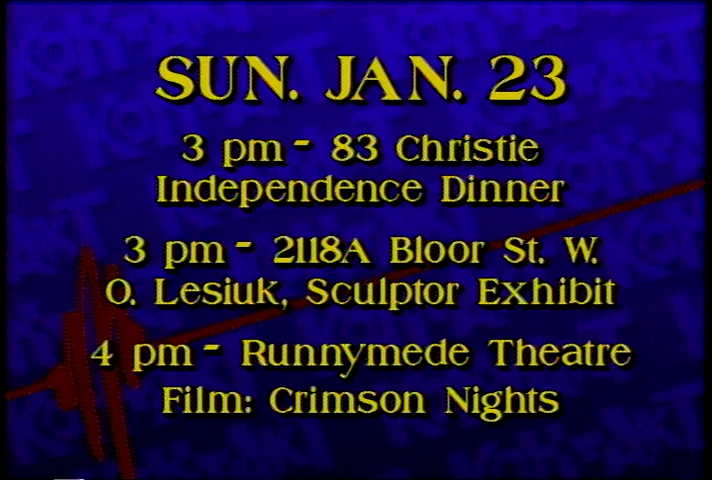 SUN. JAN. 23
3 pm - 83 Christie
Independence Dinner
3 pm - 2118A Bloor St. W.
O. Lesiuk, Sculptor Exhibit
4 pm - Runnymede Theatre
Film: Crimson Nights